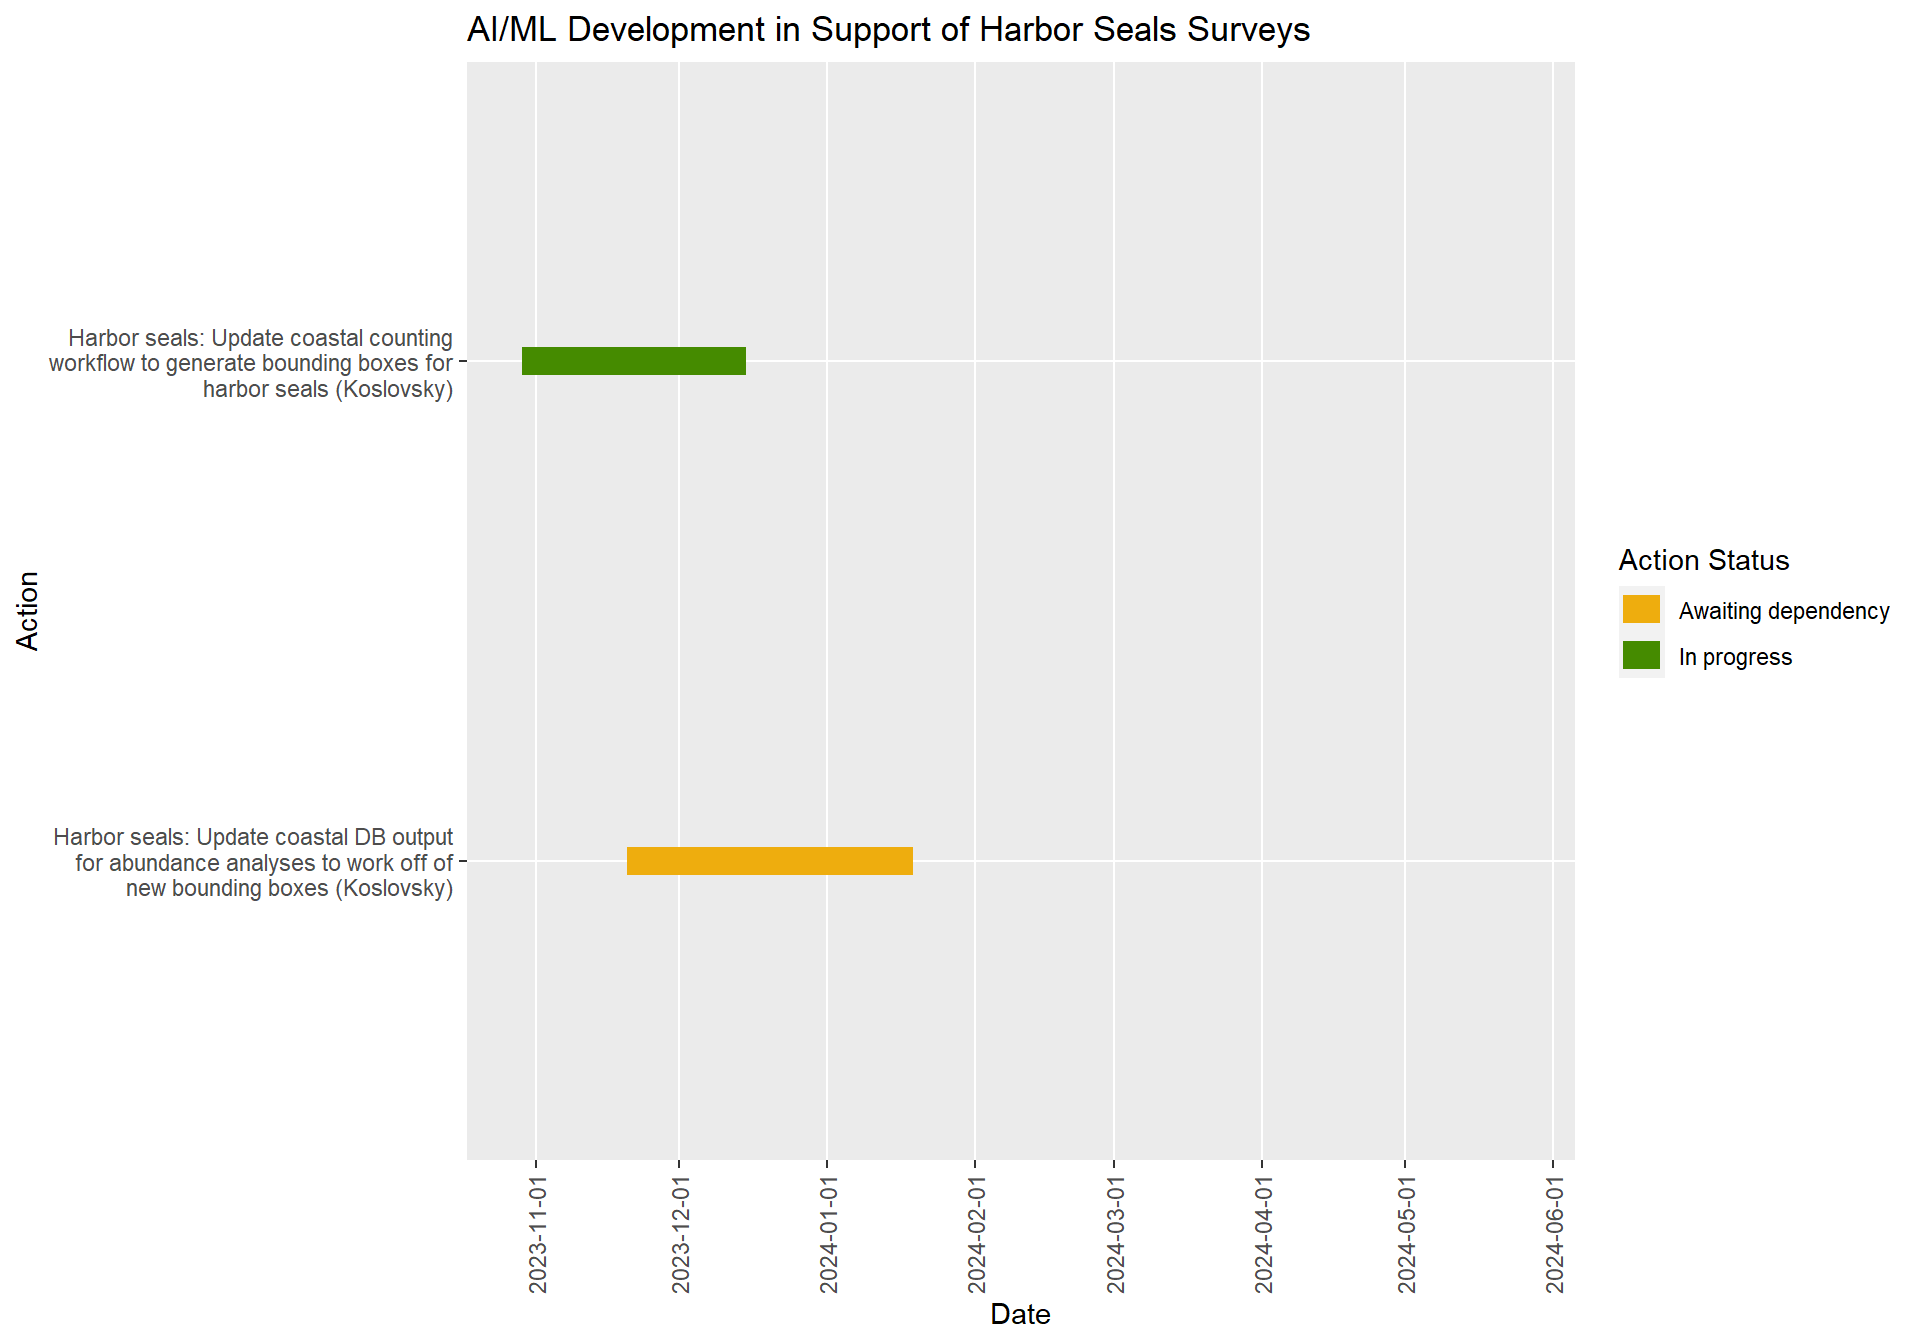 AI/ML Development in Support of Harbor Seals Surveys
Action
Harbor seals: Update coastal counting
workflow to generate bounding boxes for
harbor seals (Koslovsky)
Harbor seals: Update coastal DB output
for abundance analyses to work off of
new bounding boxes (Koslovsky)
2023-11-01
2023-12-01
2024-01-01
2024-02-01
2024-03-01
2024-04-01
2024-05-01
2024-06-01
Date
Action Status
Awaiting dependency
In progress